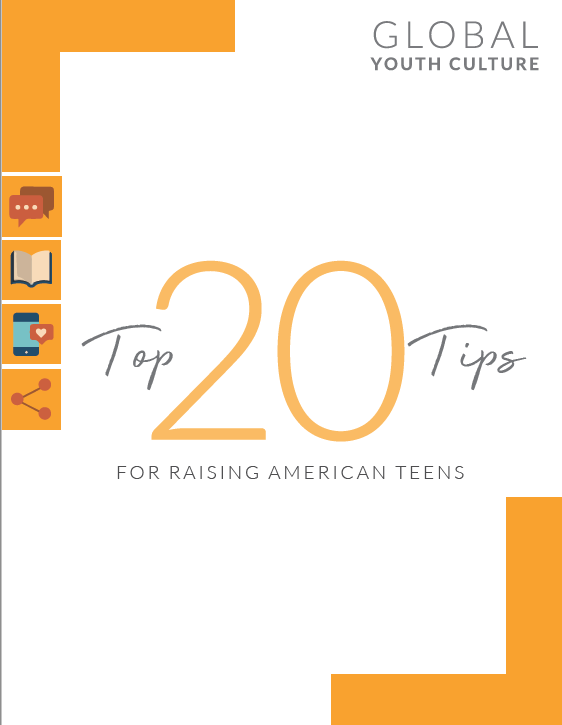 GLOBAL
YOUTH CULTURE
Top 20 Tips
FOR RAISING AMERICAN TEENS